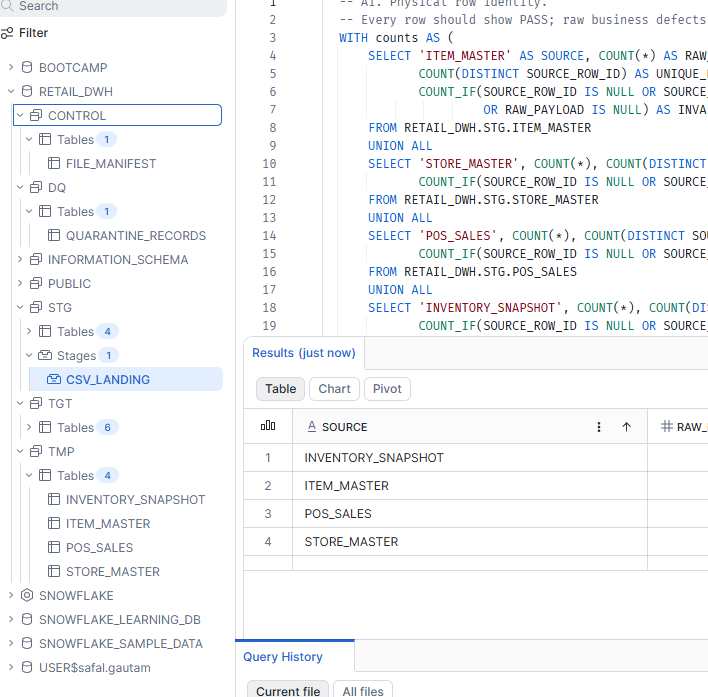 Search
Filter
BOOTCAMP
RETAIL_DWH
CONTROL
Tables 1
FILE_MANIFEST
DQ
Tables 1
QUARANTINE_RECORDS
INFORMATION_SCHEMA
PUBLIC
STG
Tables 4
Stages 1
CSV_LANDING
TGT
Tables 6
TMP
Tables 4
INVENTORY_SNAPSHOT
ITEM_MASTER
POS_SALES
STORE_MASTER
SNOWFLAKE
SNOWFLAKE_LEARNING_DB
SNOWFLAKE_SAMPLE_DATA
USER$safal.gautam
1 -- A1. Physical row identity.
2 -- Every row should show PASS; raw business defects
3 WITH counts AS (
4 SELECT 'ITEM_MASTER' AS SOURCE, COUNT(*) AS RAW_
5 COUNT(DISTINCT SOURCE_ROW_ID) AS UNIQUE_
6 COUNT_IF(SOURCE_ROW_ID IS NULL OR SOURCE_
7 OR RAW_PAYLOAD IS NULL) AS INVA
8 FROM RETAIL_DWH.STG.ITEM_MASTER
9 UNION ALL
10 SELECT 'STORE_MASTER', COUNT(*), COUNT(DISTINCT
11 COUNT_IF(SOURCE_ROW_ID IS NULL OR SOURCE_
12 FROM RETAIL_DWH.STG.STORE_MASTER
13 UNION ALL
14 SELECT 'POS_SALES', COUNT(*), COUNT(DISTINCT SOU
15 COUNT_IF(SOURCE_ROW_ID IS NULL OR SOURCE_
16 FROM RETAIL_DWH.STG.POS_SALES
17 UNION ALL
18 SELECT 'INVENTORY_SNAPSHOT', COUNT(*), COUNT(DIS
19 COUNT_IF(SOURCE_ROW_ID IS NULL OR SOURCE_
Results (just now)
Table Chart Pivot
SOURCE RAW_
1 INVENTORY_SNAPSHOT
2 ITEM_MASTER
3 POS_SALES
4 STORE_MASTER
Query History
Current file All files